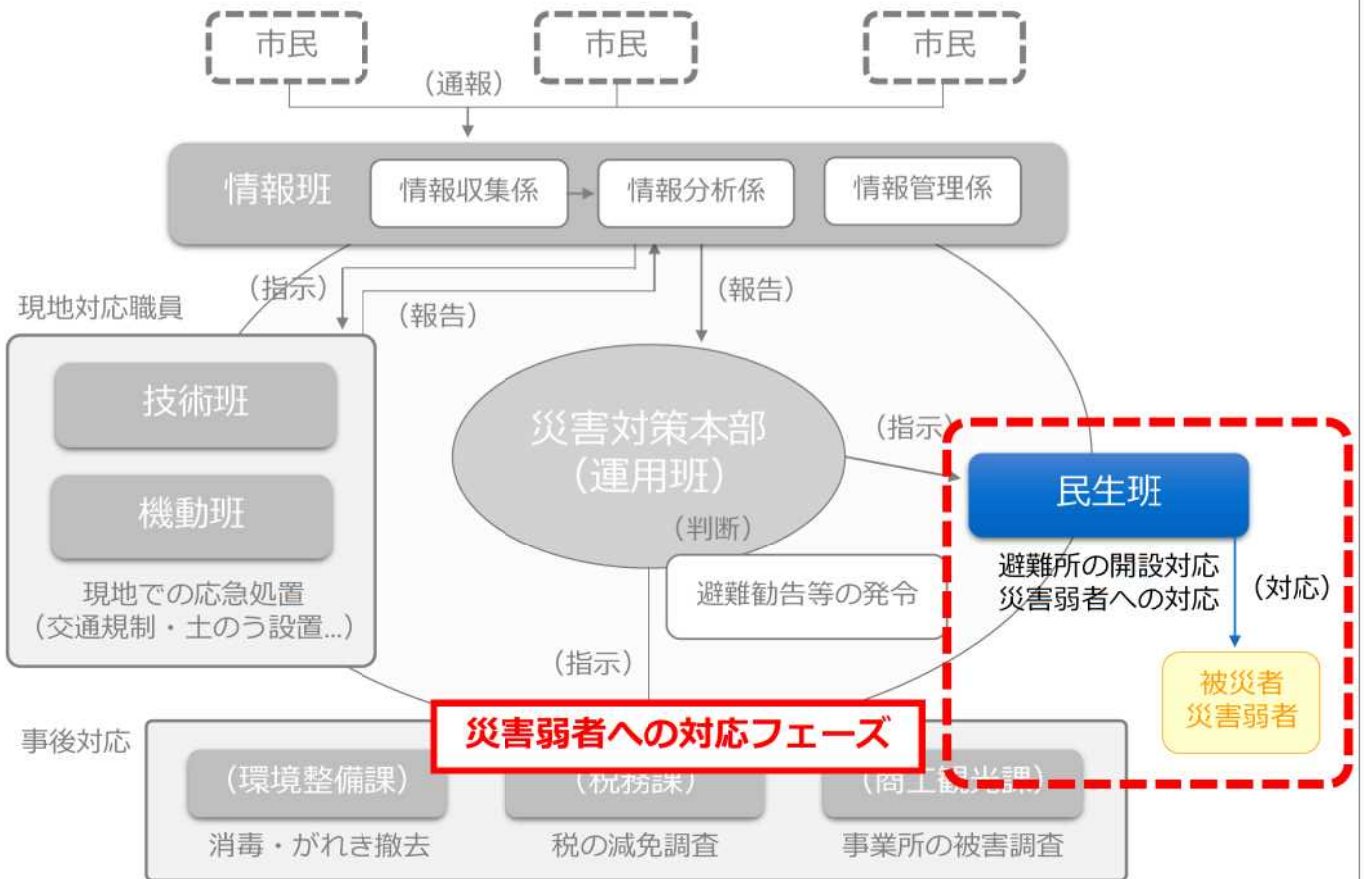 市民
市民
市民
（通報）
情報班
情報収集係
情報分析係
情報管理係
（指示）
（報告）
（報告）
現地対応職員
技術班
機動班
現地での応急処置
（交通規制・土のう設置...）
災害対策本部
（運用班）
（判断）
避難勧告等の発令
（指示）
民生班
避難所の開設対応
災害弱者への対応
（対応）
被災者
災害弱者
（指示）
災害弱者への対応フェーズ
事後対応
（環境整備課）
（税務課）
（商工観光課）
消毒・がれき撤去
税の減免調査
事業所の被害調査